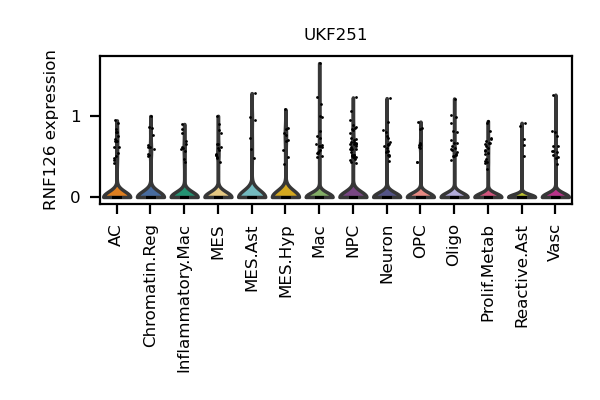 UKF251
RNF126 expression
1
0
AC
Chromatin.Reg
Inflammatory.Mac
MES
MES.Ast
MES.Hyp
Mac
NPC
Neuron
OPC
Oligo
Prolif.Metab
Reactive.Ast
Vasc